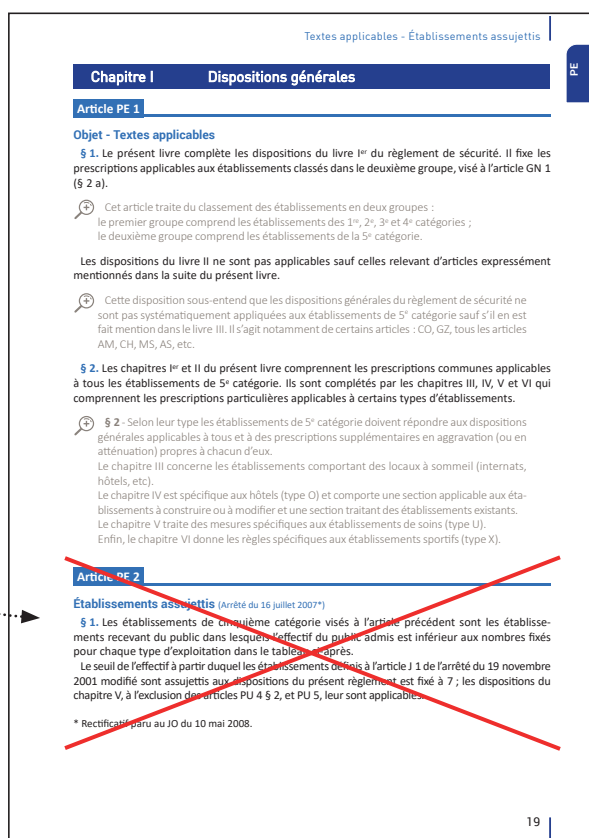 Textes applicables - Établissements assujettis
PE
Chapitre I Dispositions générales
Article PE 1
Objet - Textes applicables
§ 1. Le présent livre complète les dispositions du livre Ier du règlement de sécurité. Il fixe les
prescriptions applicables aux établissements classés dans le deuxième groupe, visé à l'article GN 1
(§ 2 a).
Cet article traite du classement des établissements en deux groupes :
le premier groupe comprend les établissements des 1re, 2e, 3e et 4e catégories ;
le deuxième groupe comprend les établissements de la 5e catégorie.
Les dispositions du livre II ne sont pas applicables sauf celles relevant d'articles expressément
mentionnés dans la suite du présent livre.
Cette disposition sous-entend que les dispositions générales du règlement de sécurité ne
sont pas systématiquement appliquées aux établissements de 5e catégorie sauf s'il en est
fait mention dans le livre III. Il s'agit notamment de certains articles : CO, GZ, tous les articles
AM, CH, MS, AS, etc.
§ 2. Les chapitres Ier et II du présent livre comprennent les prescriptions communes applicables
à tous les établissements de 5e catégorie. Ils sont complétés par les chapitres III, IV, V et VI qui
comprennent les prescriptions particulières applicables à certains types d'établissements.
§ 2 - Selon leur type les établissements de 5e catégorie doivent répondre aux dispositions
générales applicables à tous et à des prescriptions supplémentaires en aggravation (ou en
atténuation) propres à chacun d'eux.
Le chapitre III concerne les établissements comportant des locaux à sommeil (internats,
hôtels, etc).
Le chapitre IV est spécifique aux hôtels (type O) et comporte une section applicable aux éta-
blissements à construire ou à modifier et une section traitant des établissements existants.
Le chapitre V traite des mesures spécifiques aux établissements de soins (type U).
Enfin, le chapitre VI donne les règles spécifiques aux établissements sportifs (type X).
Article PE 2
Établissements assujettis (Arrêté du 16 juillet 2007*)
§ 1. Les établissements de cinquième catégorie visés à l'article précédent sont les établisse-
ments recevant du public dans lesquels l'effectif du public admis est inférieur aux nombres fixés
pour chaque type d'exploitation dans le tableau ci-après.
Le seuil de l'effectif à partir duquel les établissements définis à l'article J 1 de l'arrêté du 19 novembre
2001 modifié sont assujettis aux dispositions du présent règlement est fixé à 7 ; les dispositions du
chapitre V, à l'exclusion des articles PU 4 § 2, et PU 5, leur sont applicables.
* Rectificatif paru au JO du 10 mai 2008.
19